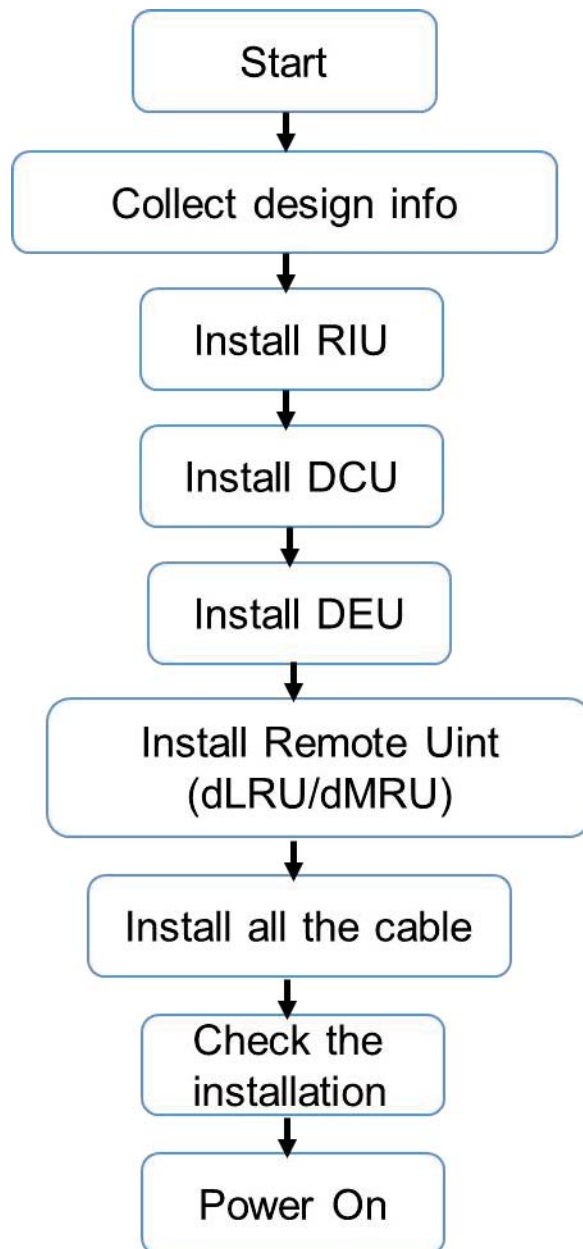 Start
Collect design info
Install RIU
Install DCU
Install DEU
Install Remote Uint
(dLRU/dMRU)
Install all the cable
Check the
installation
Power On